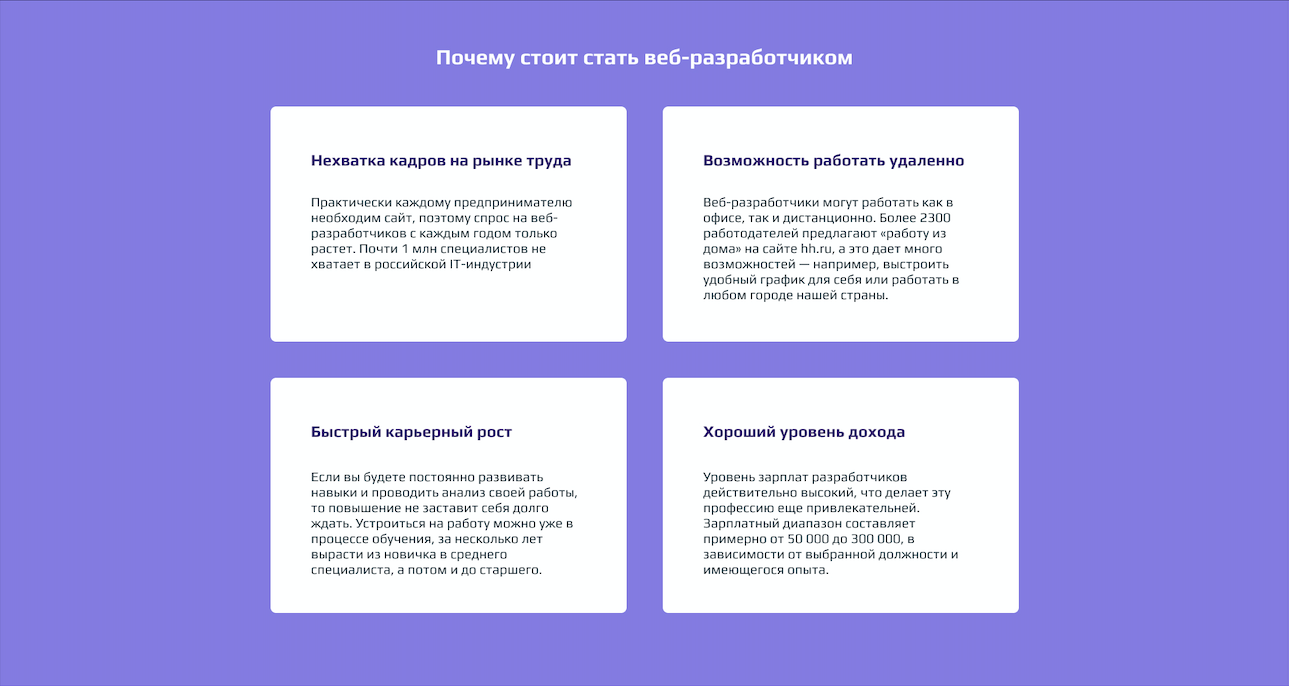 Почему стоит стать веб-разработчиком
Нехватка кадров на рынке труда
Практически каждому предпринимателю
необходим сайт, поэтому спрос на веб-
разработчиков с каждым годом только
растет. Почти 1 млн специалистов не
хватает в российской IT-индустрии
Возможность работать удаленно
Веб-разработчики могут работать как в
офисе, так и дистанционно. Более 2300
работодателей предлагают «работу из
дома» на сайте hh.ru, а это дает много
возможностей — например, выстроить
удобный график для себя или работать в
любом городе нашей страны.
Быстрый карьерный рост
Если вы будете постоянно развивать
навыки и проводить анализ своей работы,
то повышение не заставит себя долго
ждать. Устроиться на работу можно уже в
процессе обучения, за несколько лет
вырасти из новичка в среднего
специалиста, а потом и до старшего.
Хороший уровень дохода
Уровень зарплат разработчиков
действительно высокий, что делает эту
профессию еще привлекательней.
Зарплатный диапазон составляет
примерно от 50 000 до 300 000, в
зависимости от выбранной должности и
имеющегося опыта.